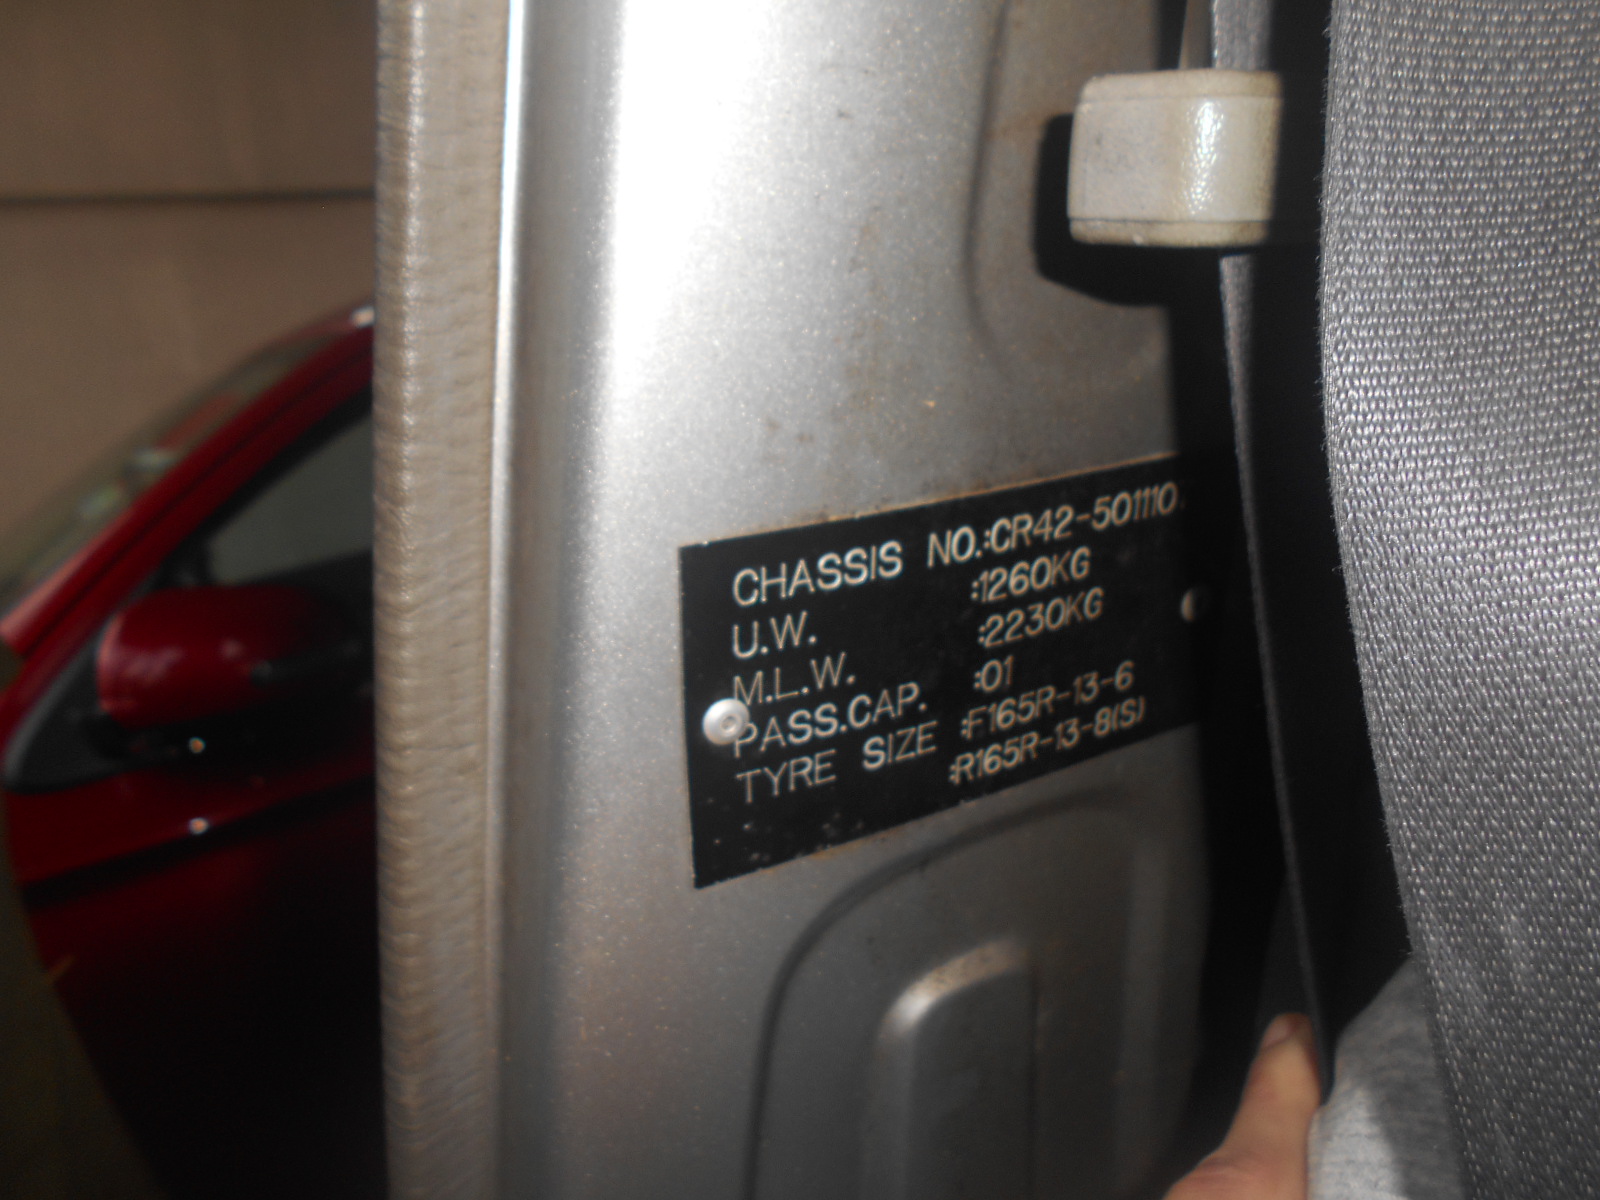 CHASSIS NO.:CR42-501110
U.W. :1260KG
M.L.W. :2230KG
PASS.CAP. :01
TYRE SIZE :F165R-13-6
:R165R-13-8(S)